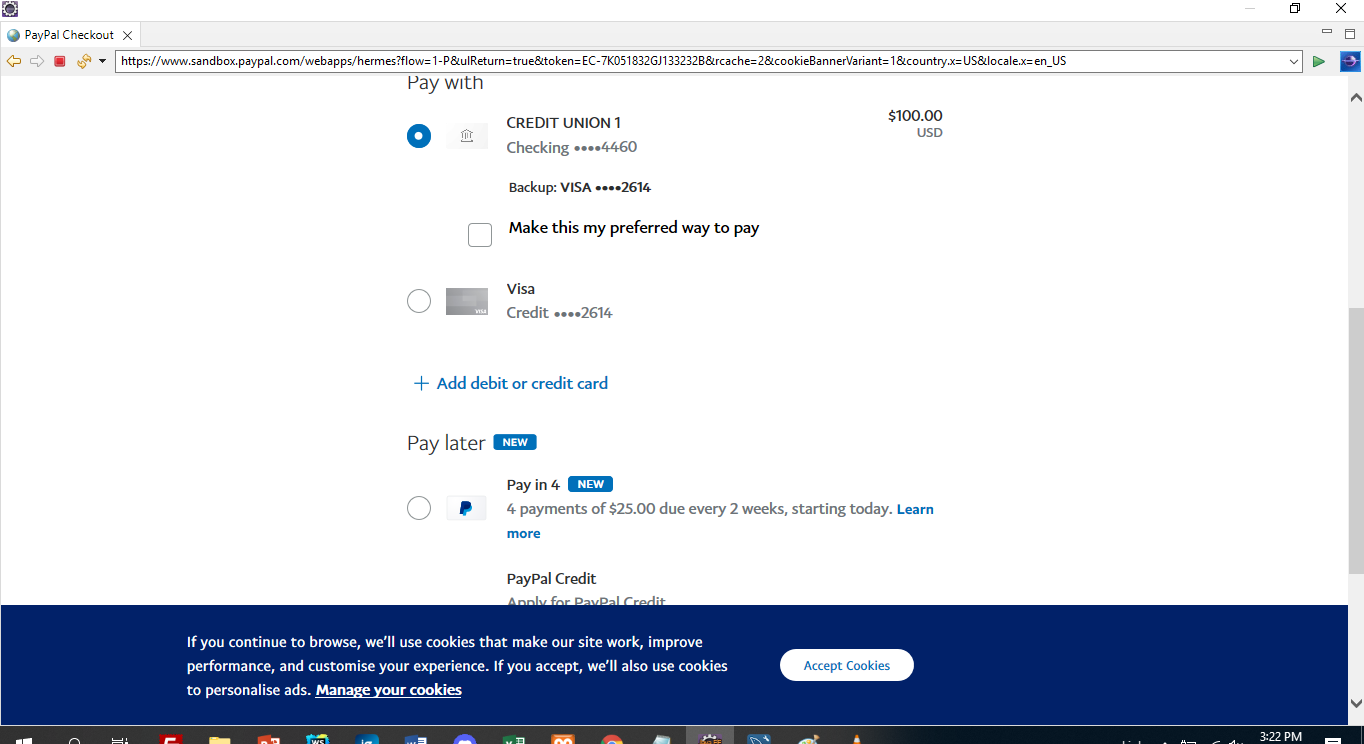 PayPal Checkout
https://www.sandbox.paypal.com/webapps/hermes?flow=1-P&ulReturn=true&token=EC-7K051832GJ133232B&rcache=2&cookieBannerVariant=1&country.x=US&locale.x=en_US
Pay with
CREDIT UNION 1
$100.00
USD
Checking ••••4460
Backup: VISA ••••2614
Make this my preferred way to pay
Visa
VISA
Credit ••••2614
+ Add debit or credit card
Pay later NEW
Pay in 4 NEW
4 payments of $25.00 due every 2 weeks, starting today. Learn
more
PayPal Credit
Apply for PayPal Credit
If you continue to browse, we’ll use cookies that make our site work, improve
performance, and customise your experience. If you accept, we’ll also use cookies
to personalise ads. Manage your cookies
Accept Cookies
WS
3:22 PM